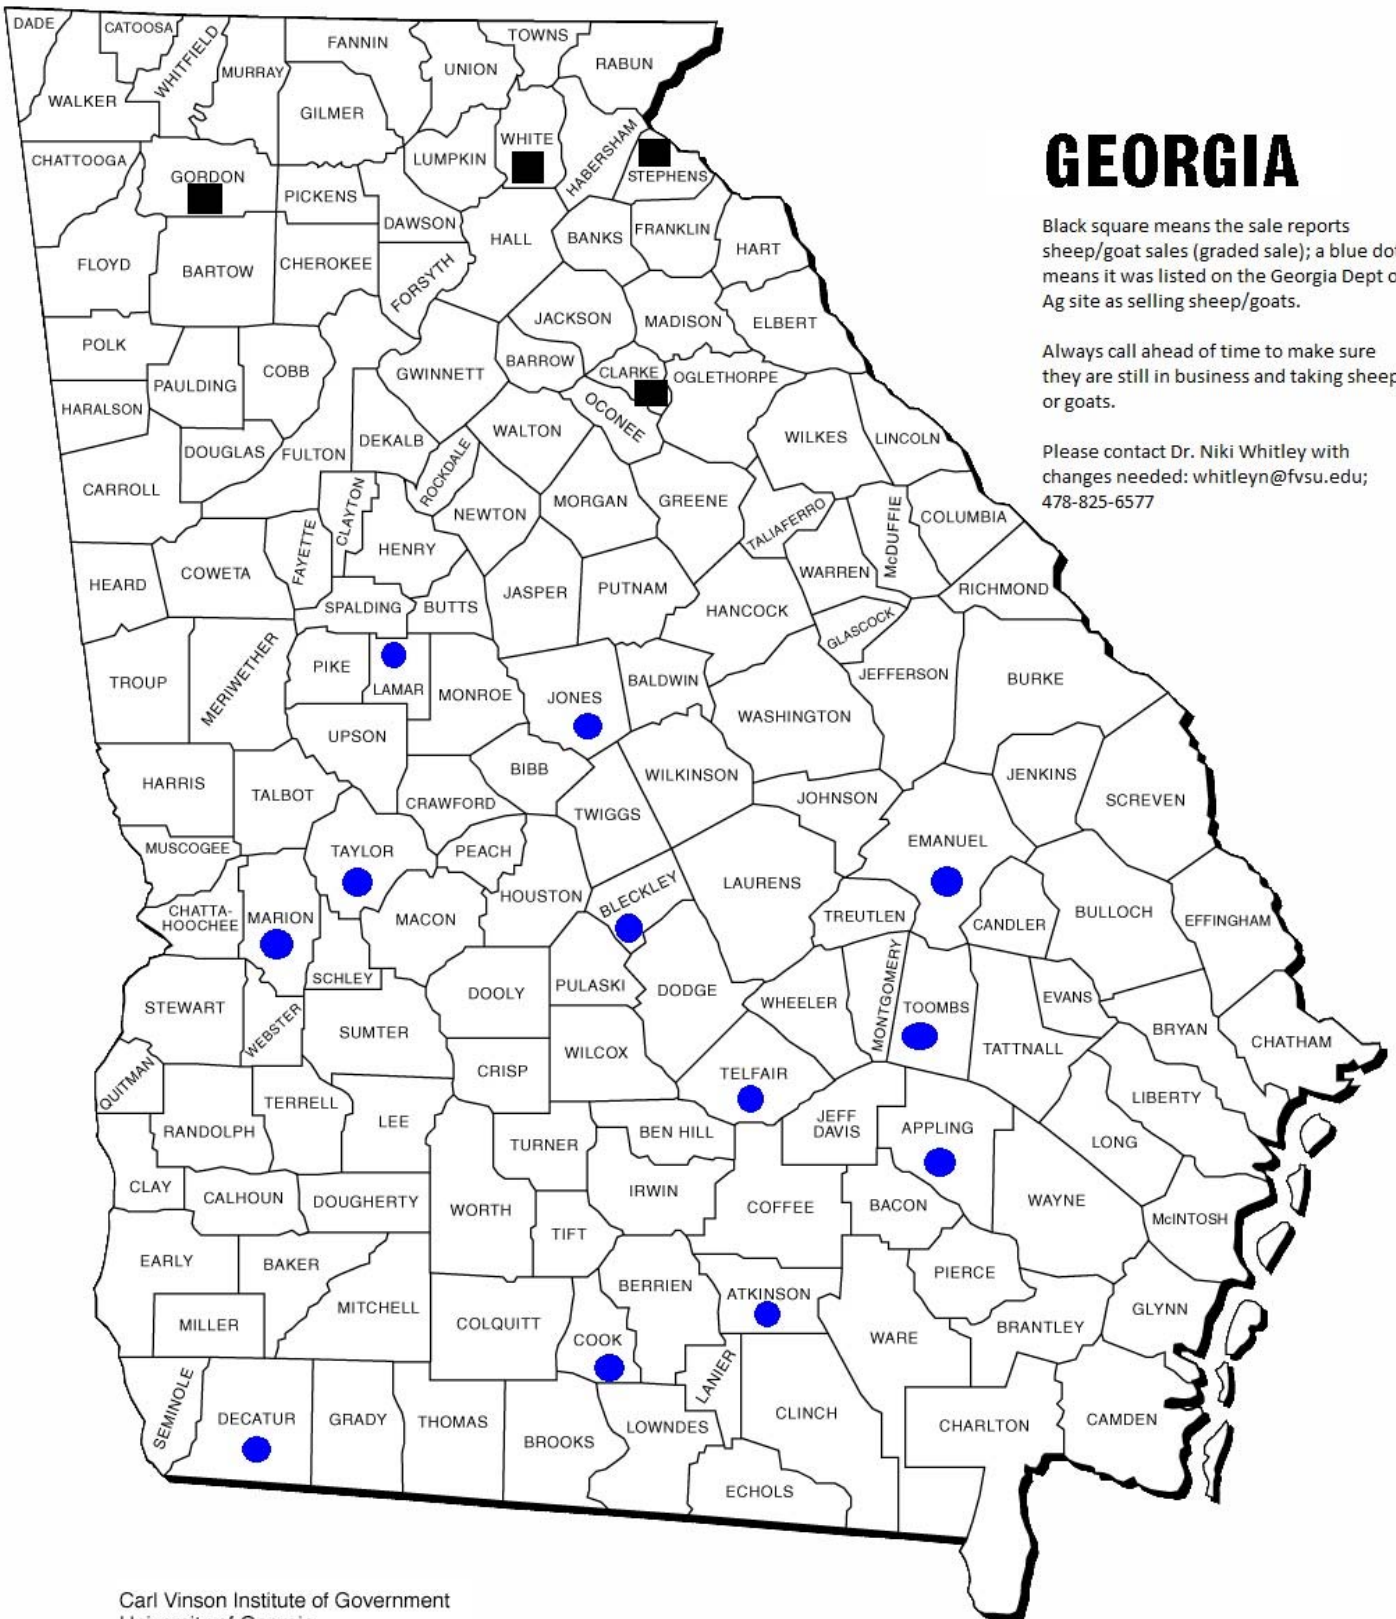 DADE
CATOOSA
WHITFIELD
MURRAY
FANNIN
UNION
TOWNS
RABUN
WALKER
GILMER
CHATTOOGA
GORDON
PICKENS
LUMPKIN
WHITE
HABERSHAM
STEPHENS
DAWSON
GEORGIA
Black square means the sale reports
sheep/goat sales (graded sale); a blue do
means it was listed on the Georgia Dept o
Ag site as selling sheep/goats.
Always call ahead of time to make sure
they are still in business and taking sheep
or goats.
Please contact Dr. Niki Whitley with
changes needed: whitleyn@fvsu.edu;
478-825-6577
FLOYD
BARTOW
CHEROKEE
FORSYTH
HALL
BANKS
FRANKLIN
HART
POLK
PAULDING
COBB
GWINNETT
BARROW
JACKSON
MADISON
ELBERT
HARALSON
CLARKE
OGLETHORPE
OCONEE
DOUGLAS
FULTON
DEKALB
ROCKDALE
WALTON
WILKES
LINCOLN
CARROLL
CLAYTON
NEWTON
MORGAN
GREENE
TALIAFERRO
McDUFFIE
COLUMBIA
HEARD
COWETA
FAYETTE
HENRY
JASPER
PUTNAM
HANCOCK
WARREN
RICHMOND
SPALDING
BUTTS
GLASCOCK
TROUP
MERIWETHER
PIKE
LAMAR
MONROE
JONES
BALDWIN
WASHINGTON
JEFFERSON
BURKE
UPSON
HARRIS
TALBOT
CRAWFORD
BIBB
TWIGGS
WILKINSON
JOHNSON
JENKINS
SCREVEN
MUSCOGEE
TAYLOR
PEACH
HOUSTON
BLECKLEY
LAURENS
EMANUEL
CHATTA-
HOOCHEE
MARION
MACON
TREUTLEN
CANDLER
BULLOCH
EFFINGHAM
SCHLEY
STEWART
WEBSTER
SUMTER
DOOLY
PULASKI
DODGE
WHEELER
MONTGOMERY
TOOMBS
EVANS
TATTNALL
BRYAN
CHATHAM
QUITMAN
CRISP
WILCOX
TELFAIR
RANDOLPH
TERRELL
LEE
TURNER
BEN HILL
JEFF
DAVIS
APPLING
LONG
LIBERTY
CLAY
CALHOUN
DOUGHERTY
WORTH
TIFT
IRWIN
COFFEE
BACON
WAYNE
McINTOSH
EARLY
BAKER
MITCHELL
BERRIEN
ATKINSON
PIERCE
MILLER
COLQUITT
COOK
WARE
BRANTLEY
GLYNN
SEMINOLE
DECATUR
GRADY
THOMAS
BROOKS
LOWNDES
LANIER
CLINCH
CHARLTON
CAMDEN
ECHOLS
Carl Vinson Institute of Government